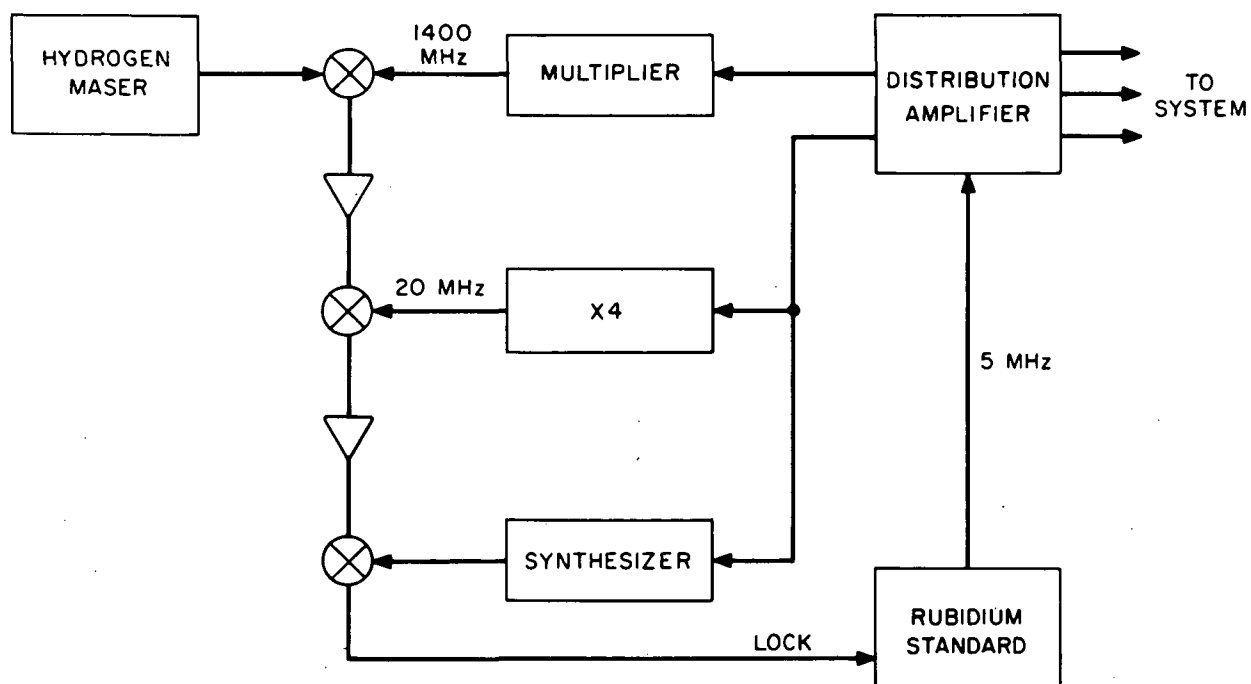 HYDROGEN
MASER
1400
MHz
MULTIPLIER
DISTRIBUTION
AMPLIFIER
TO
SYSTEM
20 MHz
X4
5 MHz
SYNTHESIZER
LOCK
RUBIDIUM
STANDARD